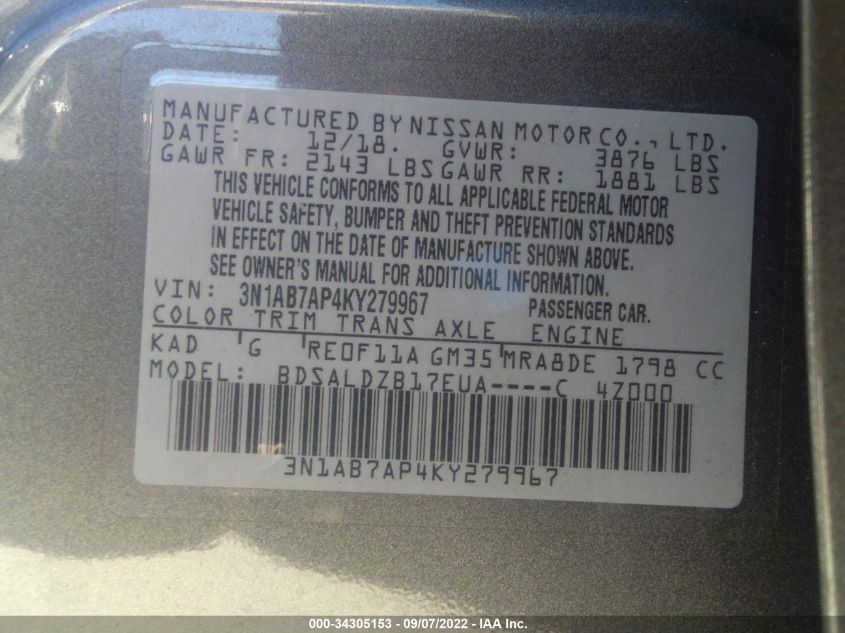 MANUFACTURED BY NISSAN MOTOR CO., LTD.
DATE: 12/18. GVWR: 3876 LBS
GAWR FR: 2143 LBS GAWR RR: 1881 LBS
THIS VEHICLE CONFORMS TO ALL APPLICABLE FEDERAL MOTOR
VEHICLE SAFETY, BUMPER AND THEFT PREVENTION STANDARDS
IN EFFECT ON THE DATE OF MANUFACTURE SHOWN ABOVE.
SEE OWNER'S MANUAL FOR ADDITIONAL INFORMATION.
VIN: 3N1AB7AP4KY279967 PASSENGER CAR.
COLOR TRIM TRANS AXLE ENGINE
KAD G RE0F11A GM35 MRA8DE 1798 CC
MODEL: BDSALDZB17EUA----C 4Z000
3N1AB7AP4KY279967
000-34305153 - 09/07/2022 - IAA Inc.